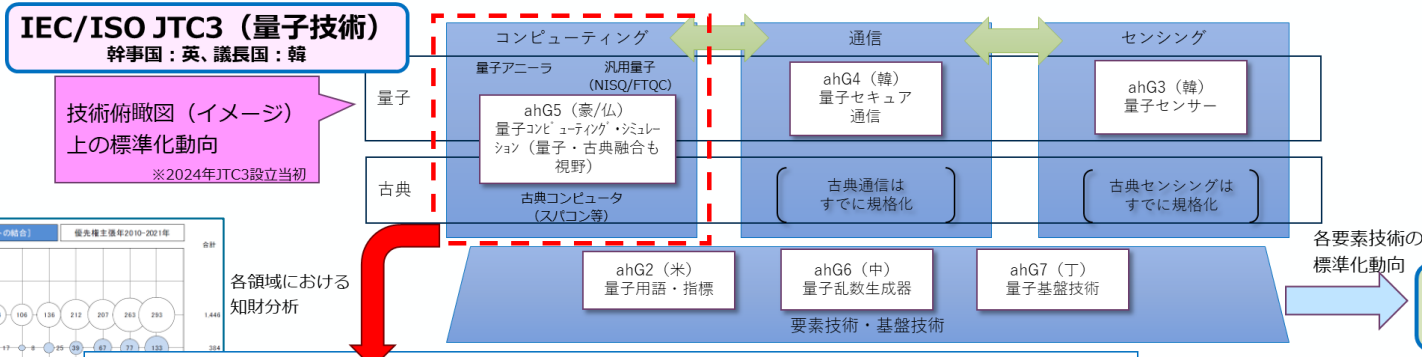 IEC/ISO JTC3（量子技術）
幹事国：英、議長国：韓
技術俯瞰図（イメージ）
上の標準化動向
※2024年JTC3設立当初
コンピューティング
通信
センシング
量子
量子アニーラ
汎用量子
(NISQ/FTQC)
ahG5（豪/仏）
量子ｺﾝﾋﾟｭｰﾃｨﾝｸﾞ・ｼﾐｭﾚｰ
ｼｮﾝ（量子・古典融合も
視野）
ahG4（韓）
量子セキュア
通信
ahG3（韓）
量子センサー
古典
古典コンピュータ
（スパコン等）
古典通信は
すでに規格化
古典センシングは
すでに規格化
ahG2（米）
量子用語・指標
ahG6（中）
量子乱数生成器
ahG7（丁）
量子基盤技術
要素技術・基盤技術
各要素技術の
標準化動向
各領域における
知財分析
の結合］
優先権主張年2010-2021年
合計
106 136 212 207 263 293 1,446
17 8 25 39 67 77 133 384